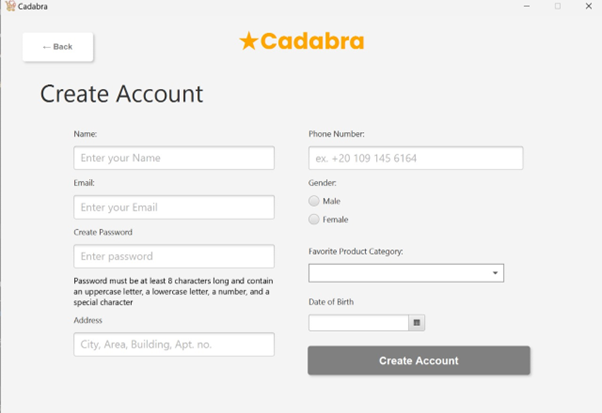 Cadabra
← Back
★Cadabra
Create Account
Name:
Enter your Name
Email:
Enter your Email
Create Password
Enter password
Password must be at least 8 characters long and contain
an uppercase letter, a lowercase letter, a number, and a
special character
Address
City, Area, Building, Apt. no.
Phone Number:
ex. +20 109 145 6164
Gender:
Male
Female
Favorite Product Category:
Date of Birth
Create Account